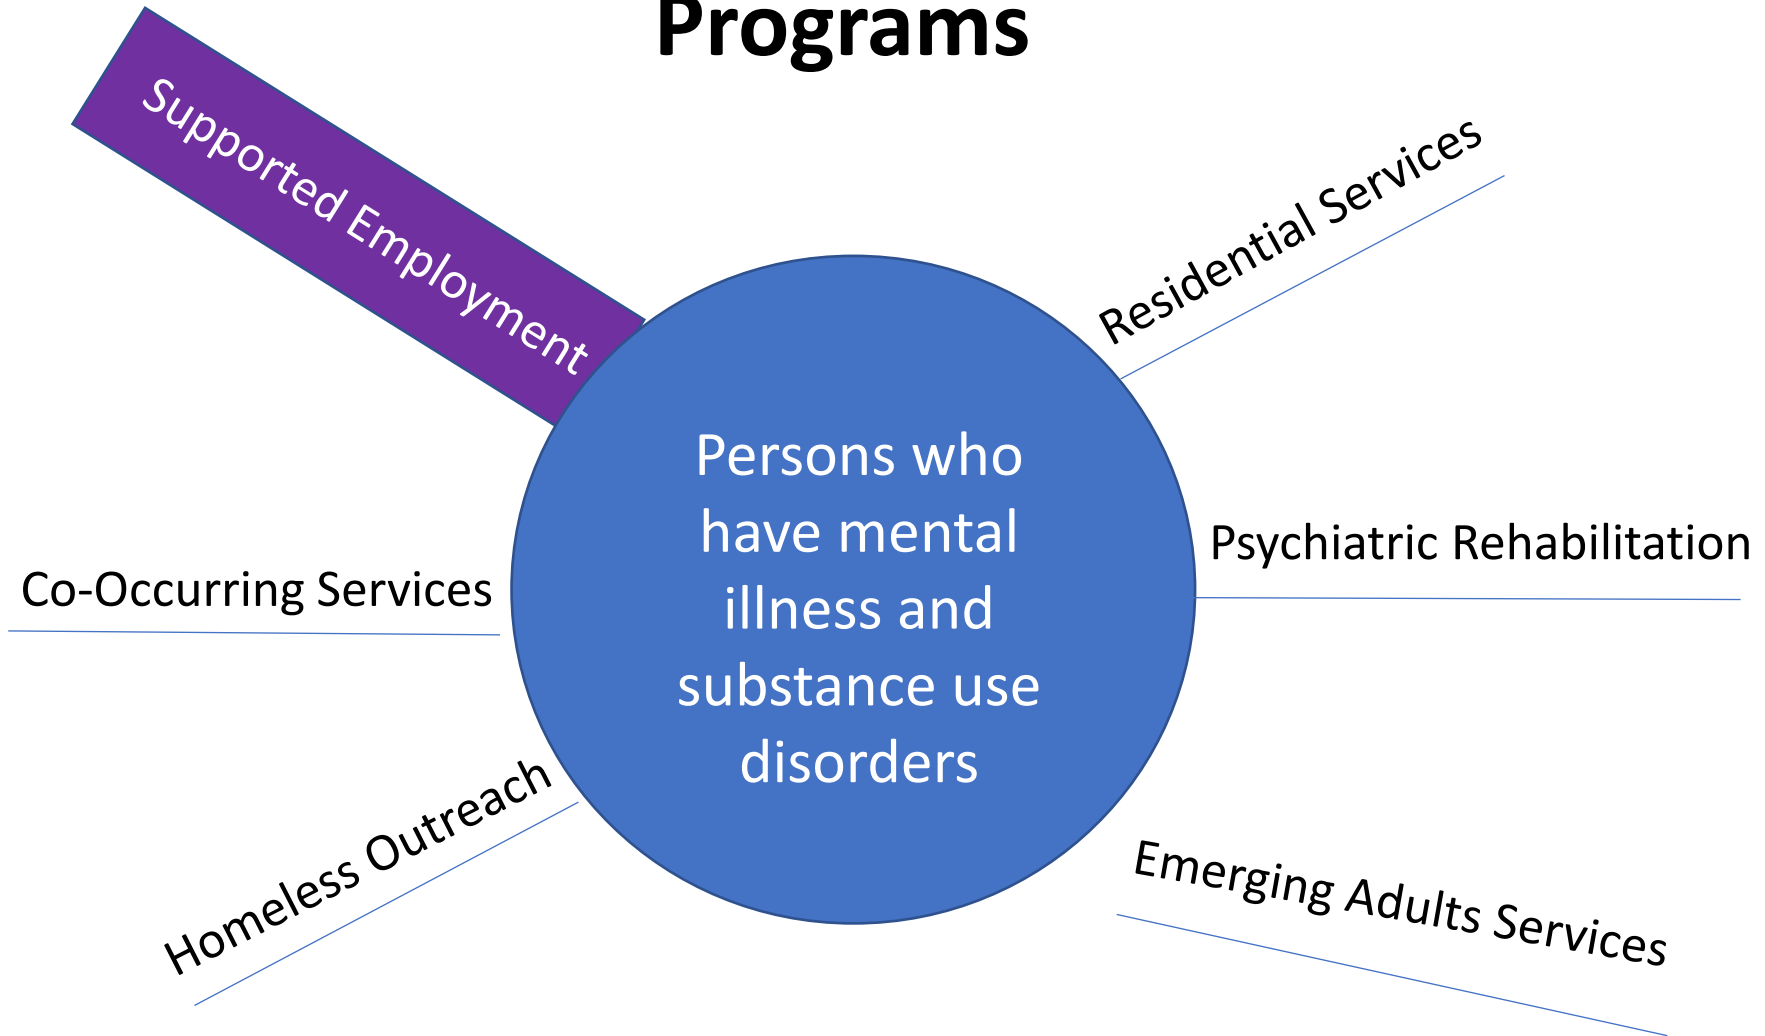 Programs
Supported Employment
Residential Services
Persons who
have mental
illness and
substance use
disorders
Psychiatric Rehabilitation
Co-Occurring Services
Homeless Outreach
Emerging Adults Services